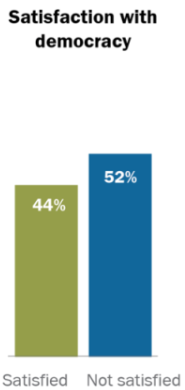 Satisfaction with
democracy
52%
44%
Satisfied Not satisfied